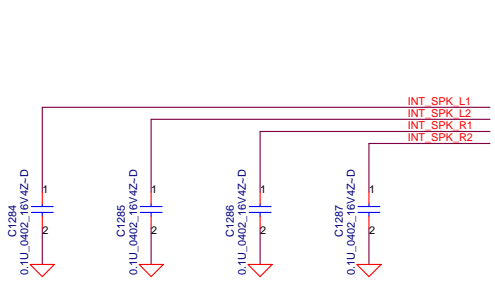 INT_SPK_L1
INT_SPK_L2
INT_SPK_R1
INT_SPK_R2
1
1
1
1
C1284
0.1U_0402_16V4Z~D
C1285
0.1U_0402_16V4Z~D
C1286
0.1U_0402_16V4Z~D
C1287
0.1U_0402_16V4Z~D
2
2
2
2